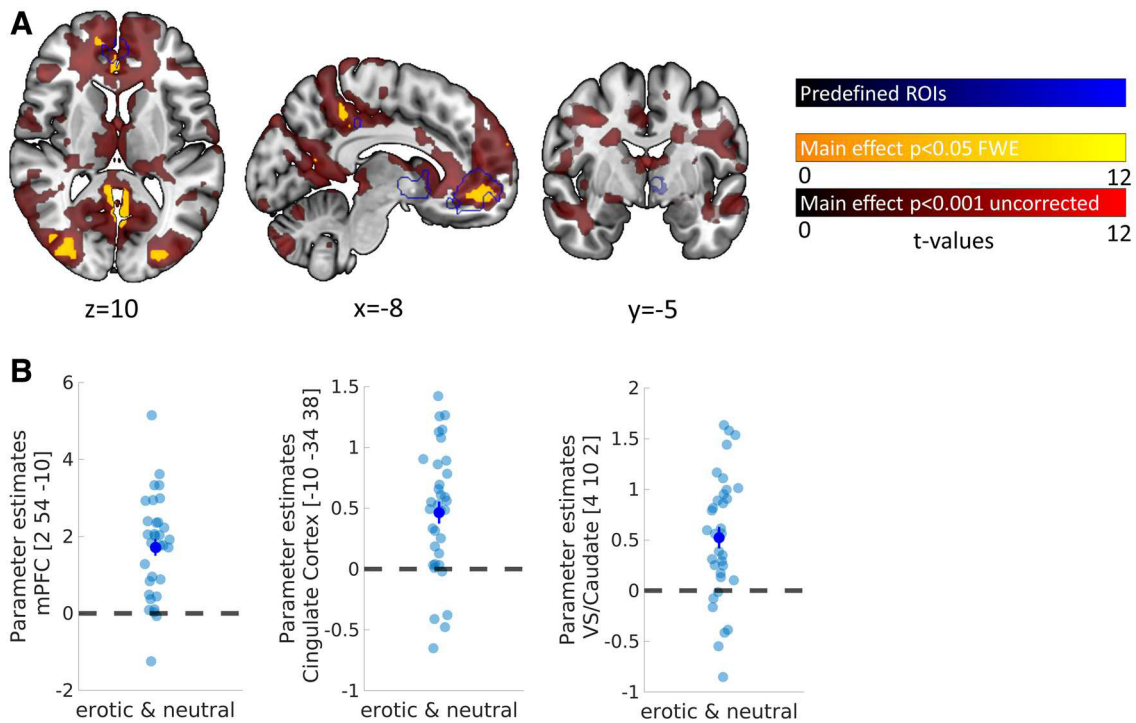 A
z=10
x=-8
y=-5
Predefined ROIs
Main effect p<0.05 FWE
0 12
Main effect p<0.001 uncorrected
0 12
t-values
B
Parameter estimates
mPFC [2 54 -10]
6
4
2
0
-2
erotic & neutral
Parameter estimates
Cingulate Cortex [-10 -34 38]
1.5
1
0.5
0
-0.5
-1
erotic & neutral
Parameter estimates
VS/Caudate [4 10 2]
2
1.5
1
0.5
0
-0.5
-1
erotic & neutral